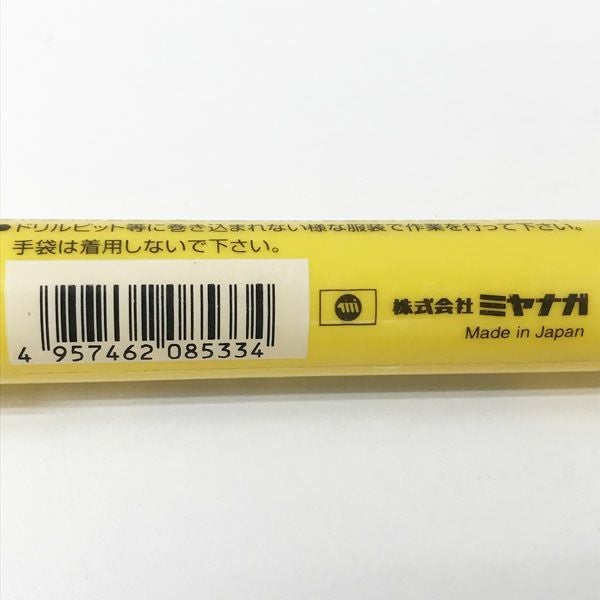 ●ドリルビット等に巻き込まれない様な服装で作業を行って下さい。
手袋は着用しないで下さい。
4 957462 085334
株式会社 ミヤナガ
Made in Japan